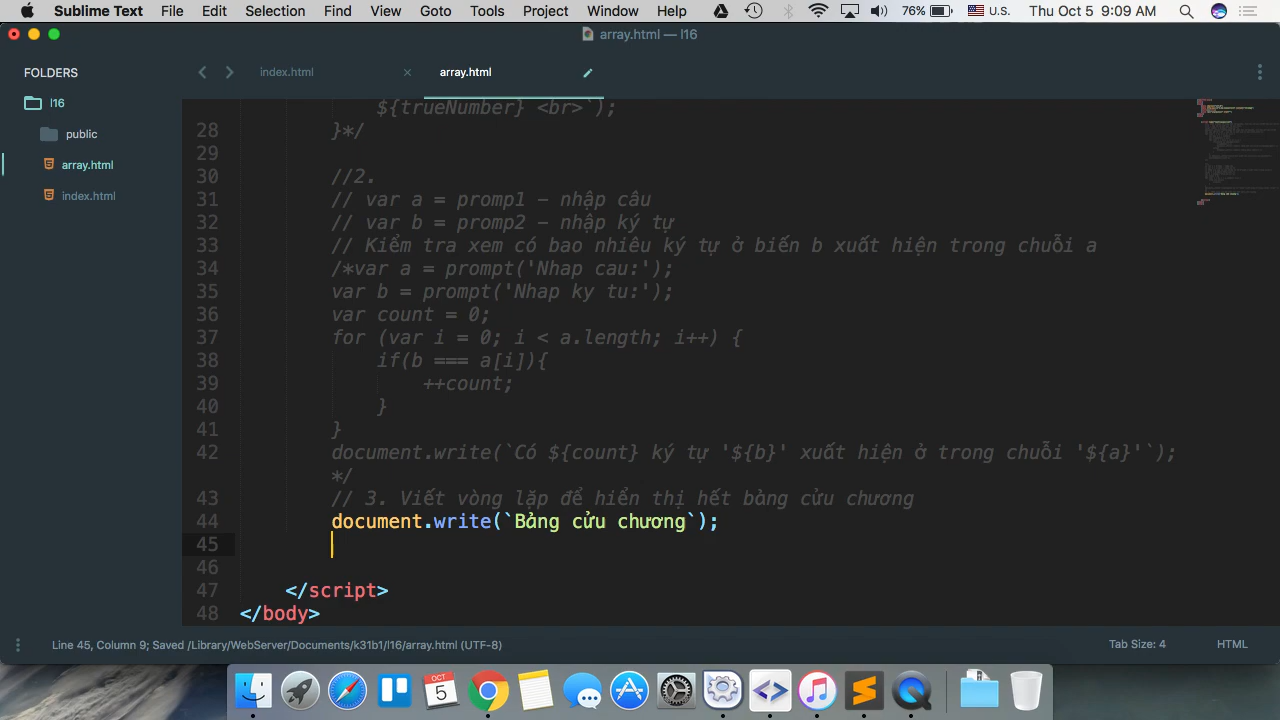 Sublime Text File Edit Selection Find View Goto Tools Project Window Help 76% U.S. Thu Oct 5 9:09 AM
array.html — l16
FOLDERS
l16
public
array.html
index.html
index.html × array.html
${trueNumber} <br>`);
28 }*/
29
30 //2.
31 // var a = promp1 - nhập câu
32 // var b = promp2 - nhập ký tự
33 // Kiểm tra xem có bao nhiêu ký tự ở biến b xuất hiện trong chuỗi a
34 /*var a = prompt('Nhap cau:');
35 var b = prompt('Nhap ky tu:');
36 var count = 0;
37 for (var i = 0; i < a.length; i++) {
38 if(b === a[i]){
39 ++count;
40 }
41 }
42 document.write(`Có ${count} ký tự '${b}' xuất hiện ở trong chuỗi '${a}'`);
*/
43 // 3. Viết vòng lặp để hiển thị hết bảng cửu chương
44 document.write(`Bảng cửu chương`);
45
46
47 </script>
48 </body>
Line 45, Column 9; Saved /Library/WebServer/Documents/k31b1/l16/array.html (UTF-8) Tab Size: 4 HTML
OCT
5